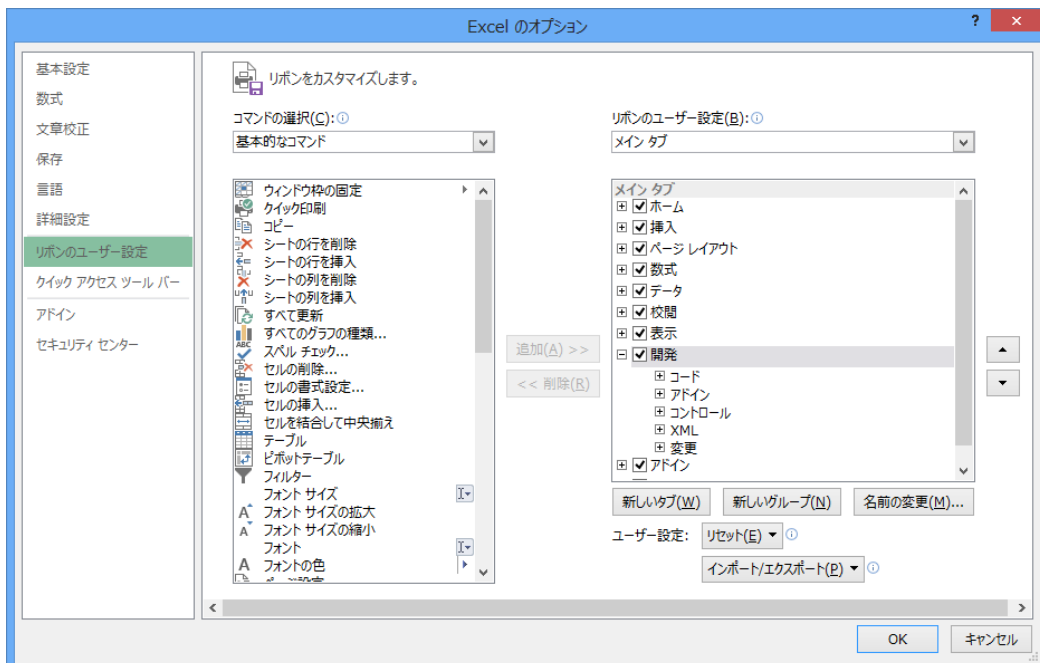 Excel のオプション
?
×
基本設定
数式
文章校正
保存
言語
詳細設定
リボンのユーザー設定
クイック アクセス ツール バー
アドイン
セキュリティ センター
リボンをカスタマイズします。
コマンドの選択(C):
基本的なコマンド
ウィンドウ枠の固定
クイック印刷
コピー
シートの行を削除
シートの行を挿入
シートの列を削除
シートの列を挿入
すべて更新
すべてのグラフの種類...
スペル チェック...
セルの削除...
セルの書式設定...
セルの挿入...
セルを結合して中央揃え
テーブル
ピボットテーブル
フィルター
フォント サイズ
フォント サイズの拡大
フォント サイズの縮小
フォント
フォントの色
追加(A) >>
<< 削除(R)
リボンのユーザー設定(B):
メイン タブ
メイン タブ
ホーム
挿入
ページ レイアウト
数式
データ
校閲
表示
開発
コード
アドイン
コントロール
XML
変更
アドイン
新しいタブ(W)
新しいグループ(N)
名前の変更(M)...
ユーザー設定:
リセット(E)
インポート/エクスポート(P)
OK
キャンセル